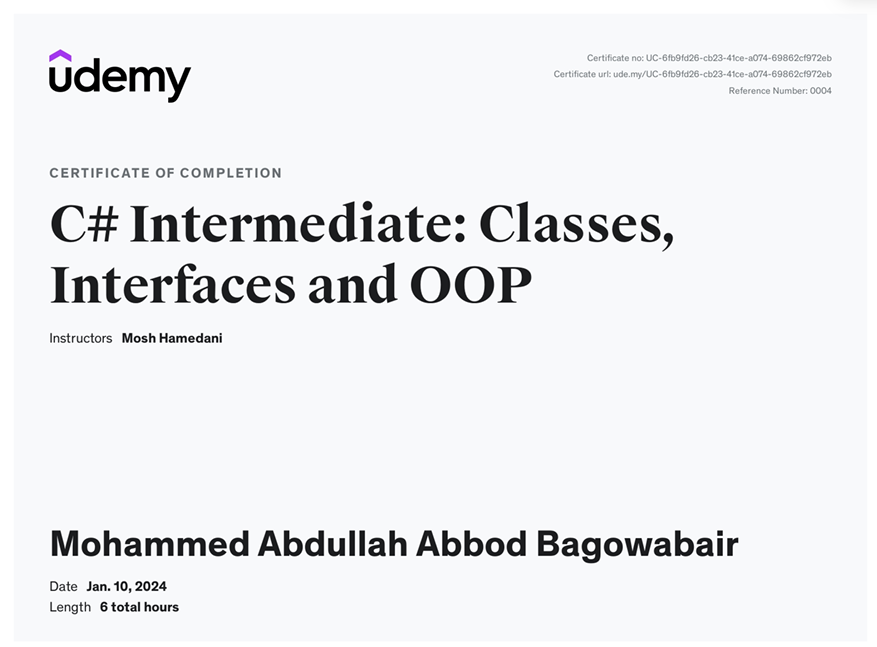 udemy
Certificate no: UC-6fb9fd26-cb23-41ce-a074-69862cf972eb
Certificate url: ude.my/UC-6fb9fd26-cb23-41ce-a074-69862cf972eb
Reference Number: 0004
CERTIFICATE OF COMPLETION
C# Intermediate: Classes,
Interfaces and OOP
Instructors Mosh Hamedani
Mohammed Abdullah Abbod Bagowabair
Date Jan. 10, 2024
Length 6 total hours